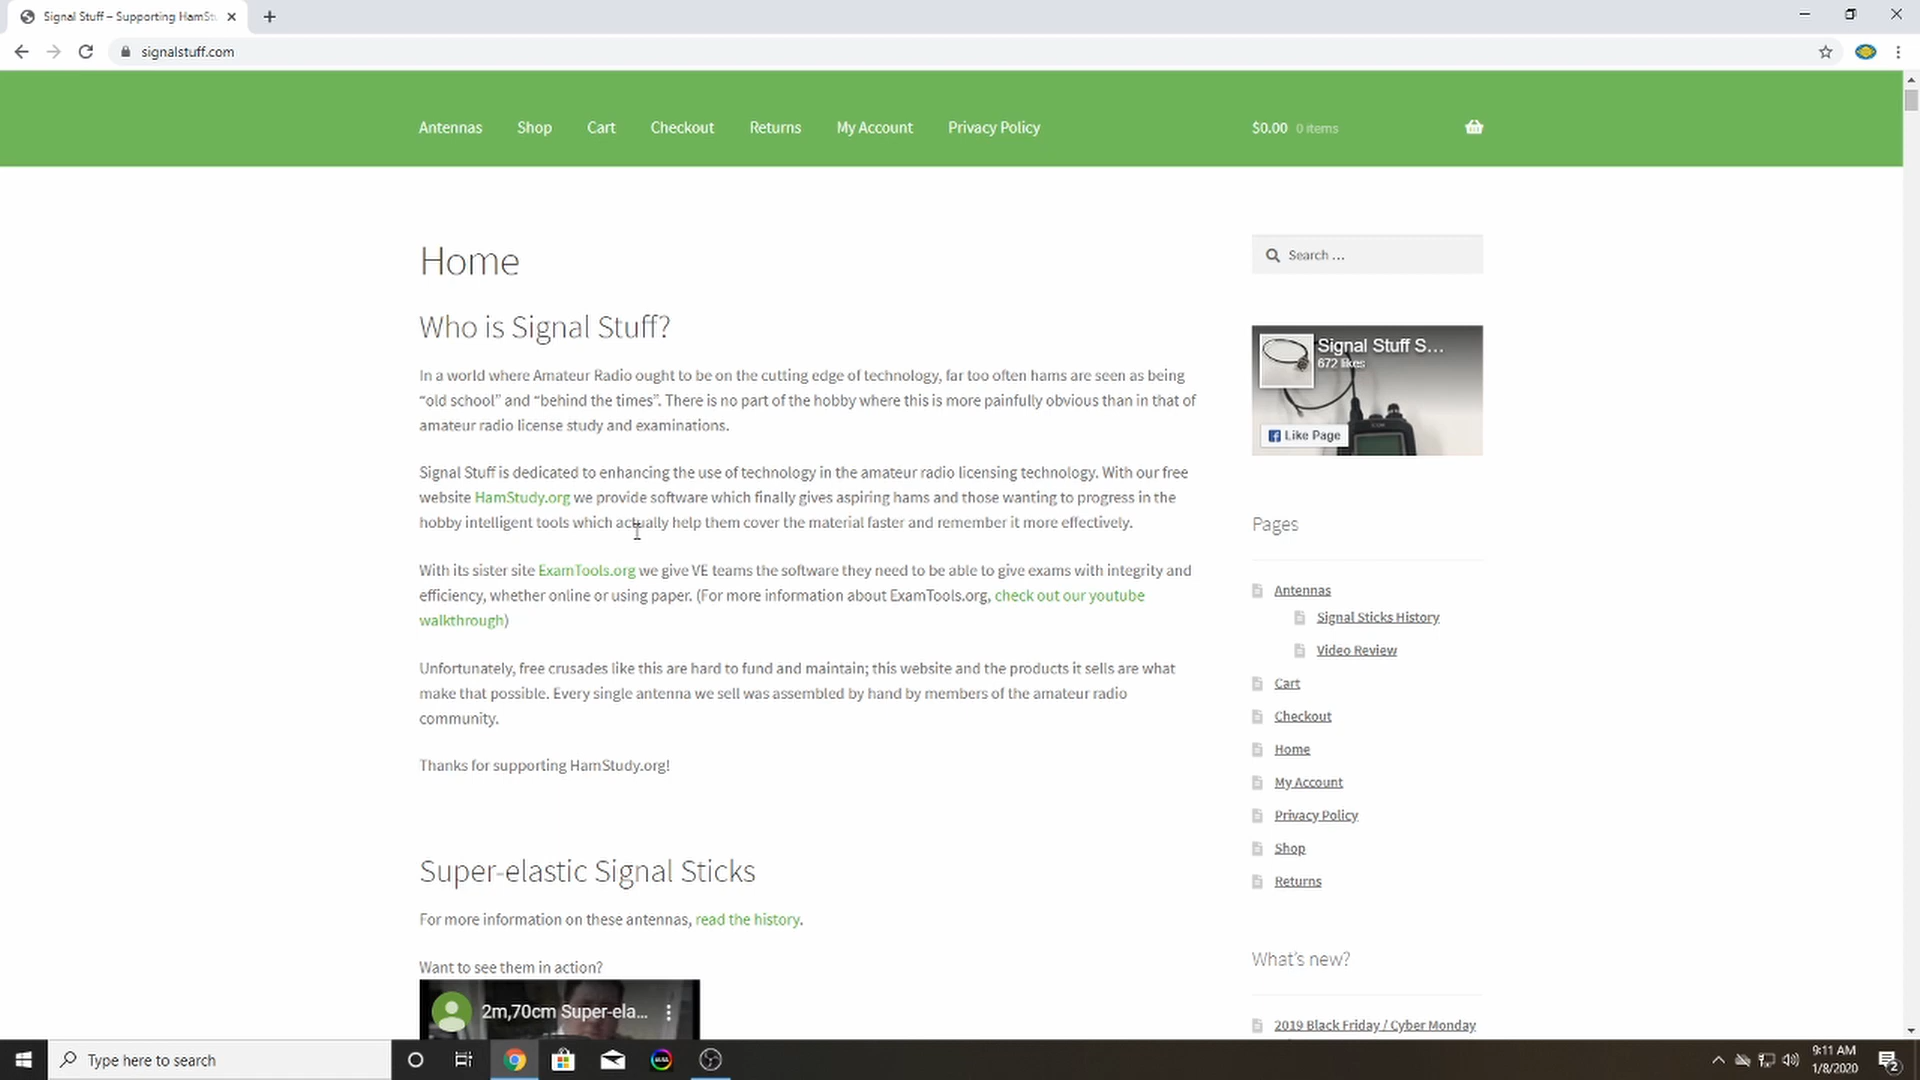 Signal Stuff – Supporting HamSt
signalstuff.com
Antennas Shop Cart Checkout Returns My Account Privacy Policy $0.00 0 items
Home
Who is Signal Stuff?
In a world where Amateur Radio ought to be on the cutting edge of technology, far too often hams are seen as being
“old school” and “behind the times”. There is no part of the hobby where this is more painfully obvious than in that of
amateur radio license study and examinations.
Signal Stuff is dedicated to enhancing the use of technology in the amateur radio licensing technology. With our free
website HamStudy.org we provide software which finally gives aspiring hams and those wanting to progress in the
hobby intelligent tools which actually help them cover the material faster and remember it more effectively.
With its sister site ExamTools.org we give VE teams the software they need to be able to give exams with integrity and
efficiency, whether online or using paper. (For more information about ExamTools.org, check out our youtube
walkthrough)
Unfortunately, free crusades like this are hard to fund and maintain; this website and the products it sells are what
make that possible. Every single antenna we sell was assembled by hand by members of the amateur radio
community.
Thanks for supporting HamStudy.org!
Super-elastic Signal Sticks
For more information on these antennas, read the history.
Want to see them in action?
2m,70cm Super-ela...
Search …
Signal Stuff S...
672 likes
Like Page
Pages
Antennas
Signal Sticks History
Video Review
Cart
Checkout
Home
My Account
Privacy Policy
Shop
Returns
What’s new?
2019 Black Friday / Cyber Monday
Type here to search
9:11 AM
1/8/2020
2